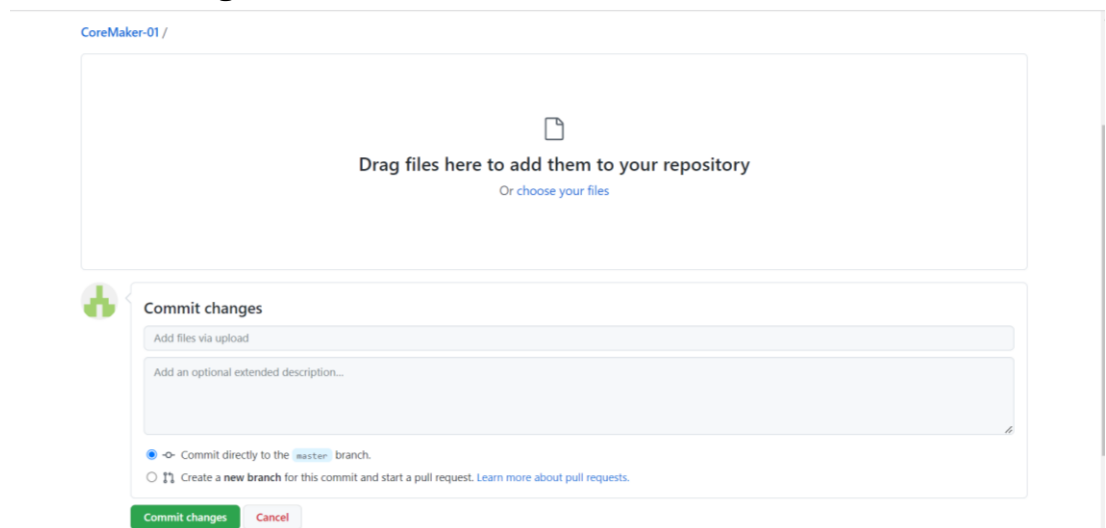 CoreMaker-01 /
Drag files here to add them to your repository
Or choose your files
Commit changes
Add files via upload
Add an optional extended description...
Commit directly to the master branch.
Create a new branch for this commit and start a pull request. Learn more about pull requests.
Commit changes Cancel